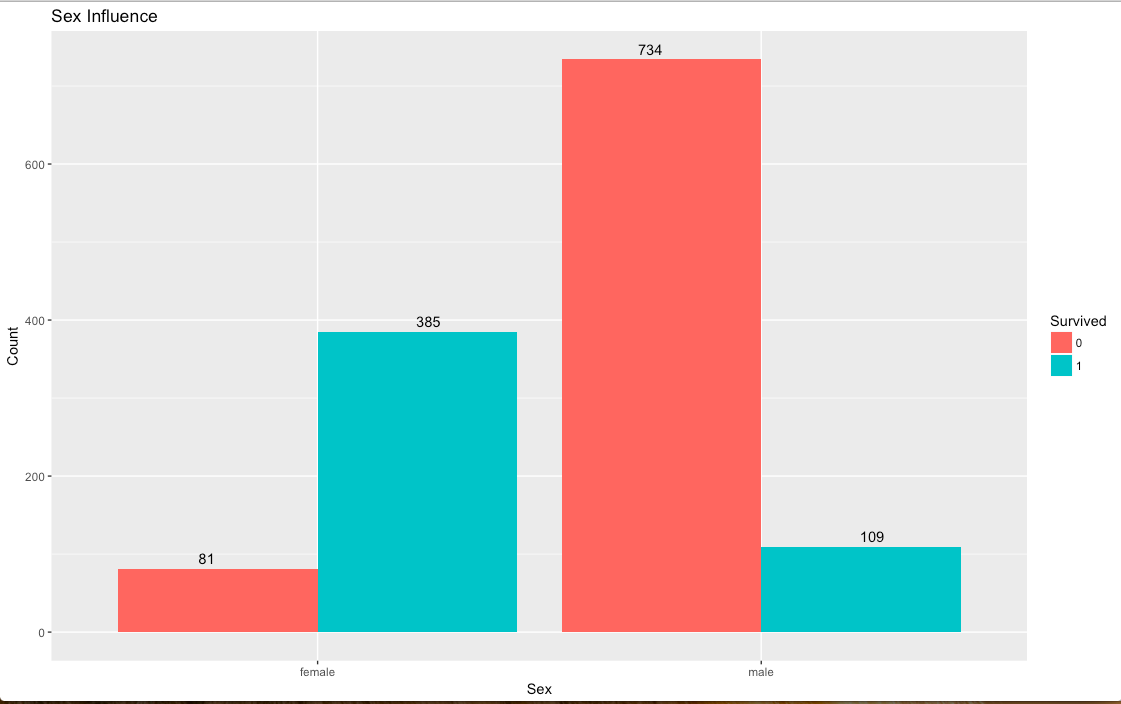 Sex Influence
734
600
400
385
Survived
0
1
Count
200
109
81
0
female male
Sex